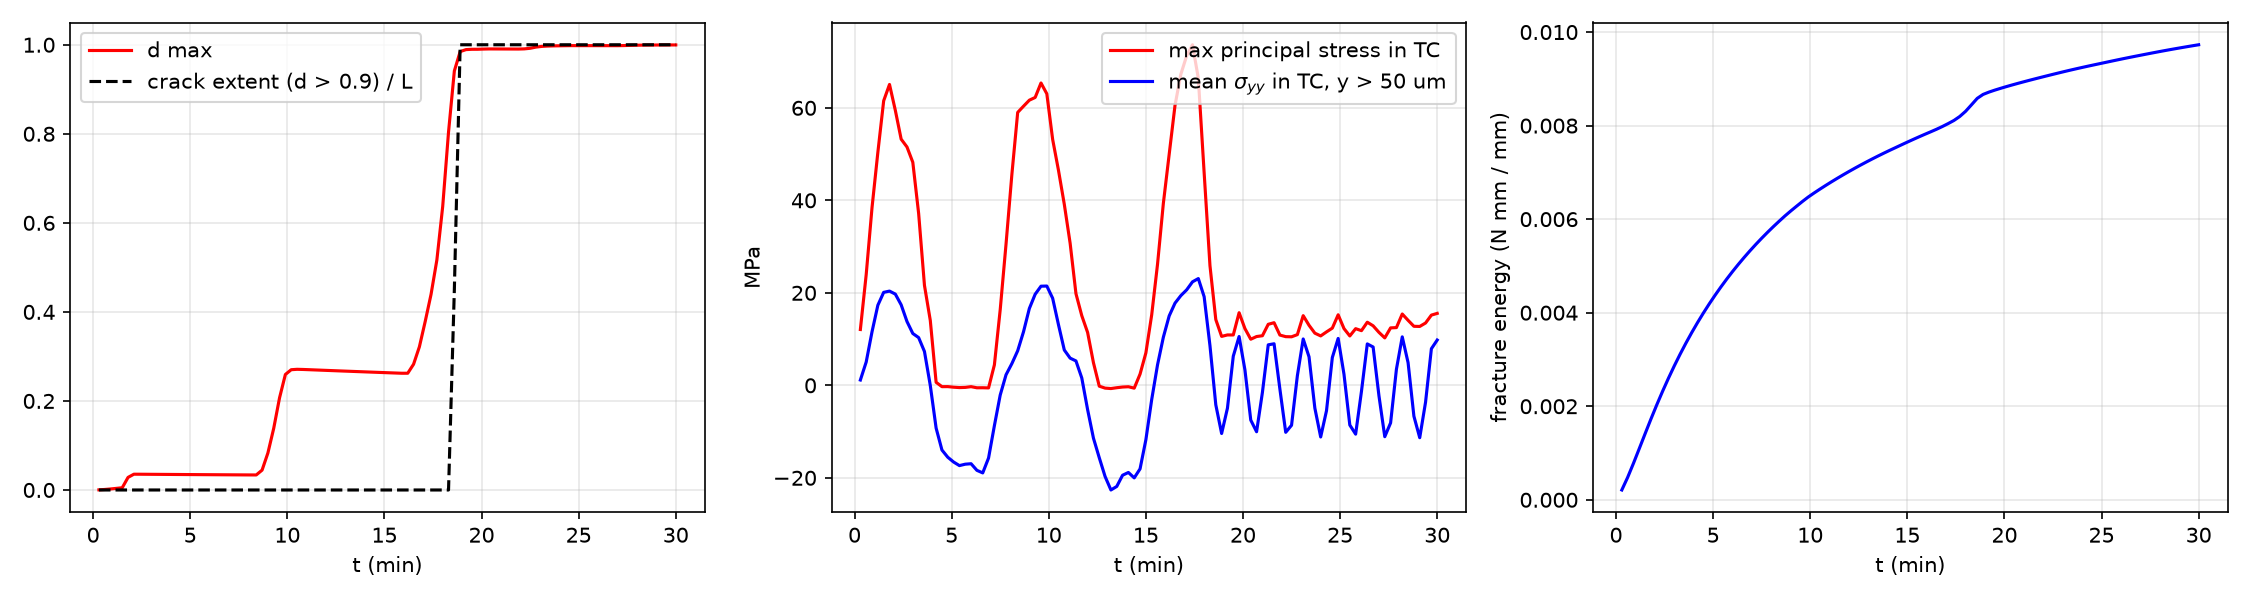 d max
crack extent (d > 0.9) / L
1.0
0.8
0.6
0.4
0.2
0.0
0 5 10 15 20 25 30
t (min)
max principal stress in TC
mean σyy in TC, y > 50 um
MPa
60
40
20
0
−20
0 5 10 15 20 25 30
t (min)
fracture energy (N mm / mm)
0.010
0.008
0.006
0.004
0.002
0.000
0 5 10 15 20 25 30
t (min)